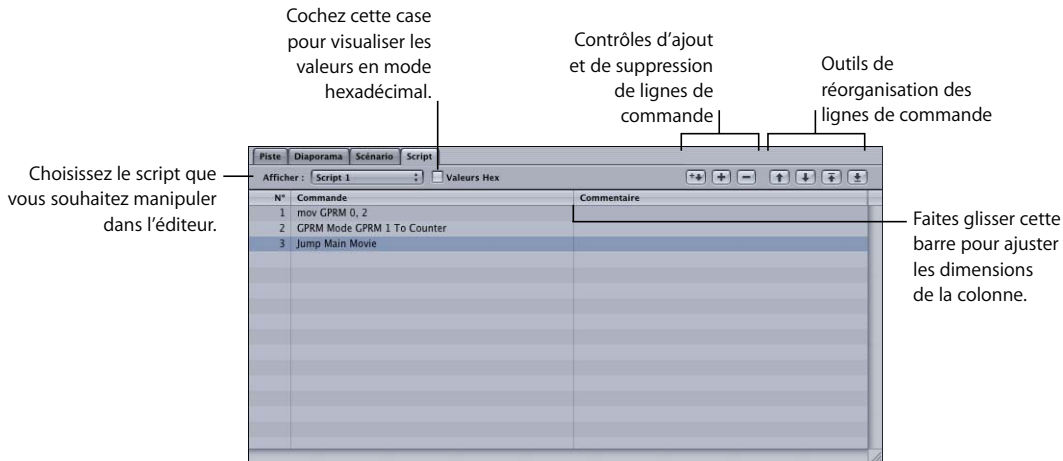 Cochez cette case
pour visualiser les
valeurs en mode
hexadécimal.
Contrôles d'ajout
et de suppression
de lignes de
commande
Outils de
réorganisation des
lignes de commande
Choisissez le script que
vous souhaitez manipuler
dans l'éditeur.
Piste Diaporama Scénario Script
Afficher : Script 1 Valeurs Hex
N° Commande Commentaire
1 mov GPRM 0, 2
2 GPRM Mode GPRM 1 To Counter
3 Jump Main Movie
Faites glisser cette
barre pour ajuster
les dimensions
de la colonne.